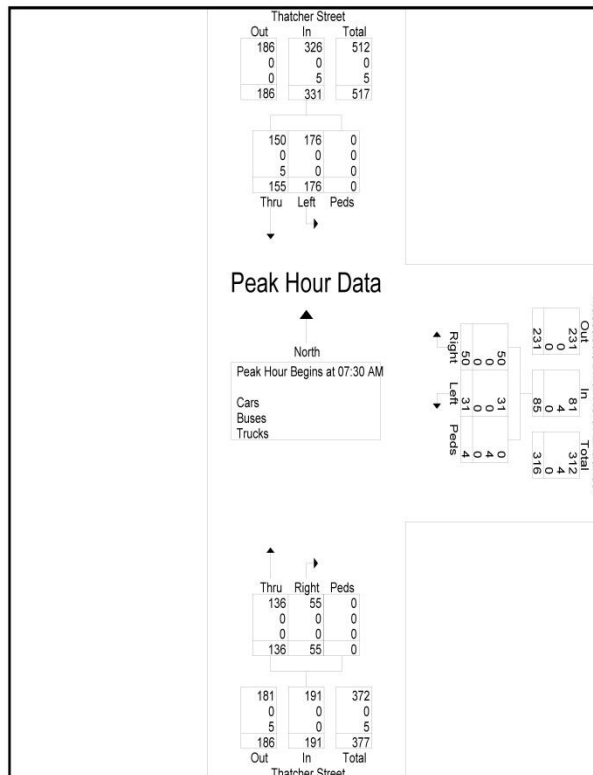 Thatcher Street
Out In Total
186 326 512
0 0 0
0 5 5
186 331 517
150 176 0
0 0 0
5 0 0
155 176 0
Thru Left Peds
Peak Hour Data
North
Peak Hour Begins at 07:30 AM
Cars
Buses
Trucks
Out In Total
231 81 312
0 4 4
0 0 0
231 85 316
50 31 0
0 0 4
0 0 0
50 31 4
Right Left Peds
Thru Right Peds
136 55 0
0 0 0
0 0 0
136 55 0
181 191 372
0 0 0
5 0 5
186 191 377
Out In Total
Thatcher Street